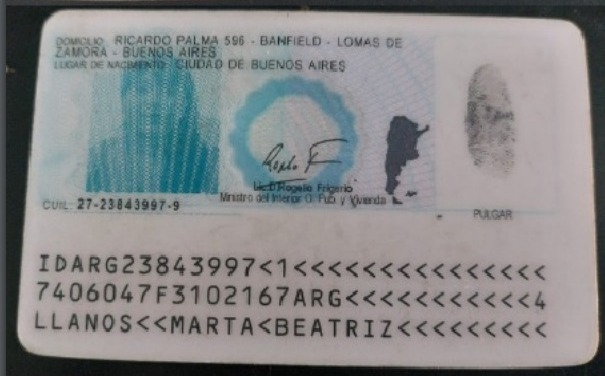 DOMICILIO: RICARDO PALMA 596 - BANFIELD - LOMAS DE
ZAMORA - BUENOS AIRES
LUGAR DE NACIMIENTO: CIUDAD DE BUENOS AIRES
Lic. Rogelio Frigerio
Ministro del Interior O. Pub. y Vivienda
CUIL: 27-23843997-9
PULGAR
IDARG23843997<1<<<<<<<<<<<<<<<
7406047F3102167ARG<<<<<<<<<<<4
LLANOS<<MARTA<BEATRIZ<<<<<<<<<